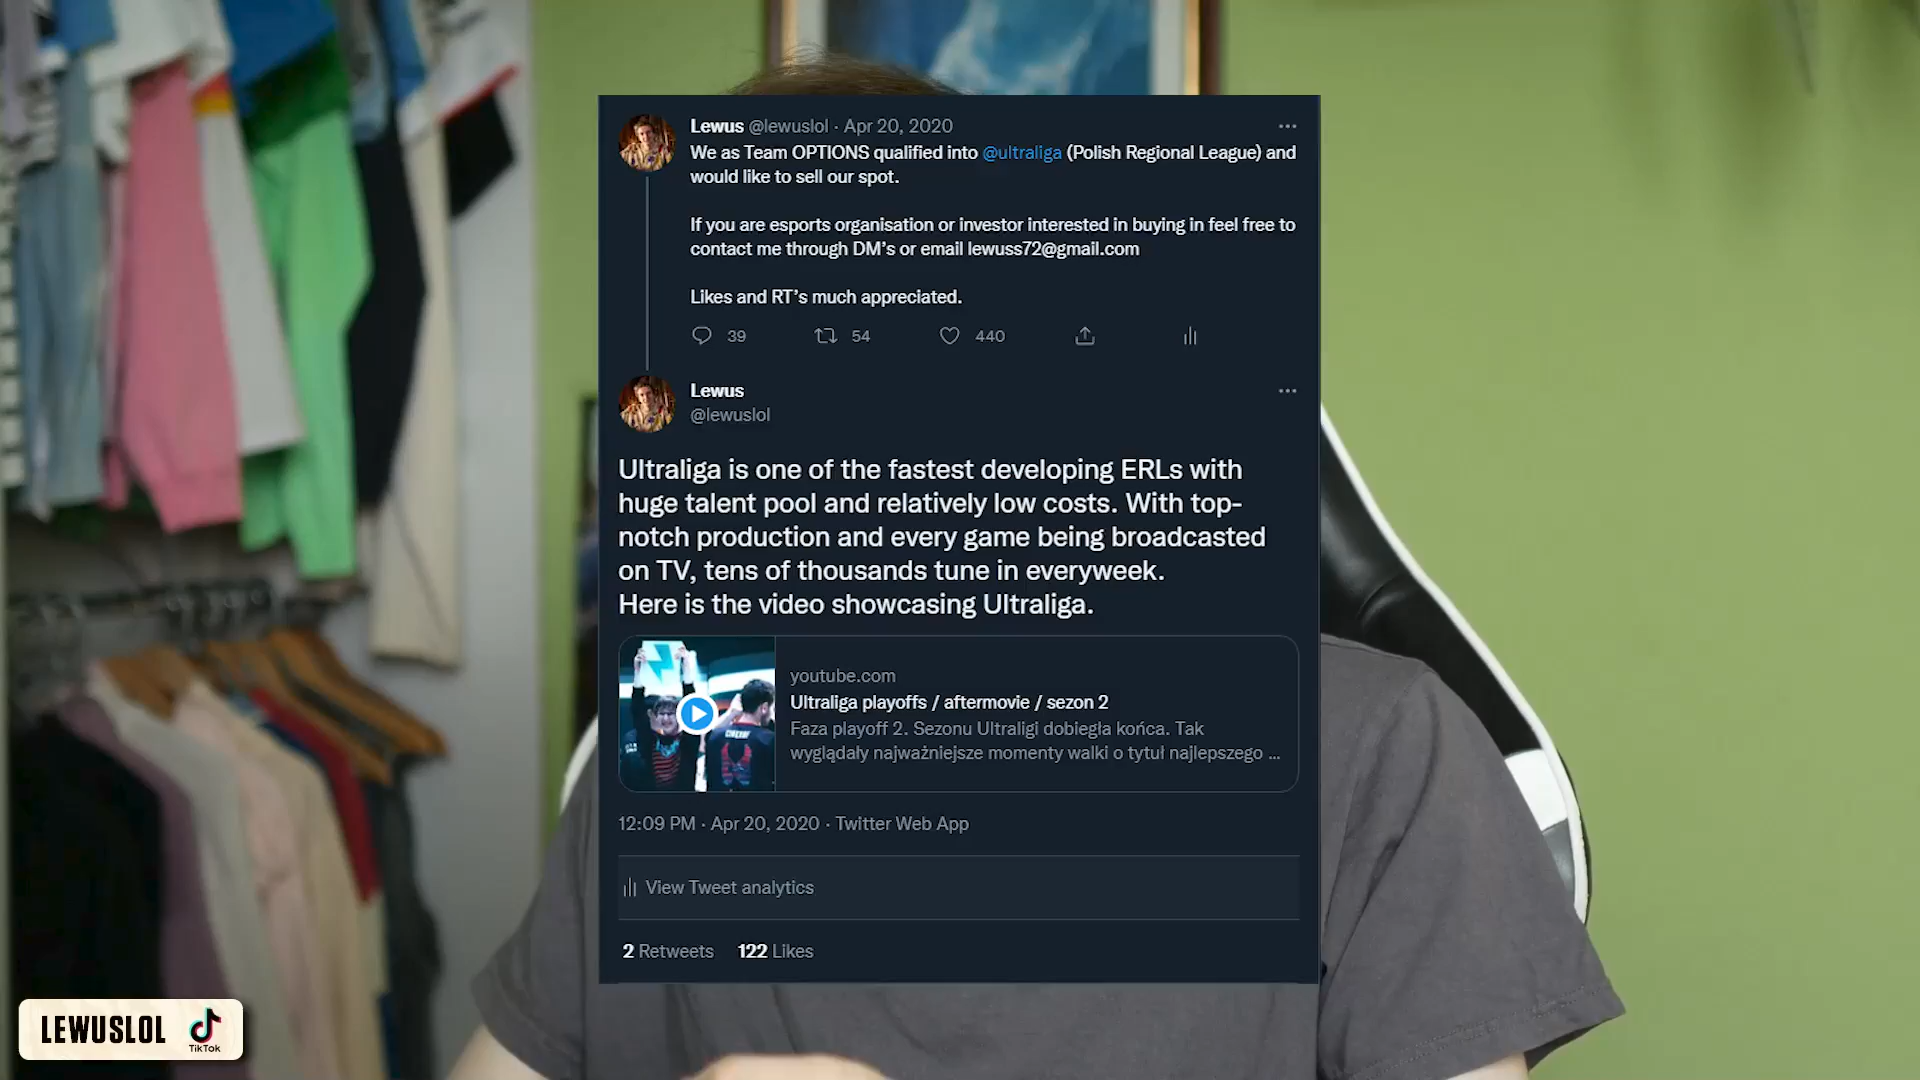 Lewus @lewuslol · Apr 20, 2020
We as Team OPTIONS qualified into @ultraliga (Polish Regional League) and
would like to sell our spot.
If you are esports organisation or investor interested in buying in feel free to
contact me through DM's or email lewuss72@gmail.com
Likes and RT's much appreciated.
39 54 440
Lewus
@lewuslol
Ultraliga is one of the fastest developing ERLs with
huge talent pool and relatively low costs. With top-
notch production and every game being broadcasted
on TV, tens of thousands tune in everyweek.
Here is the video showcasing Ultraliga.
youtube.com
Ultraliga playoffs / aftermovie / sezon 2
Faza playoff 2. Sezonu Ultraligi dobiegła końca. Tak
wyglądały najważniejsze momenty walki o tytuł najlepszego ...
12:09 PM · Apr 20, 2020 · Twitter Web App
View Tweet analytics
2 Retweets 122 Likes
LEWUSLOL
TikTok